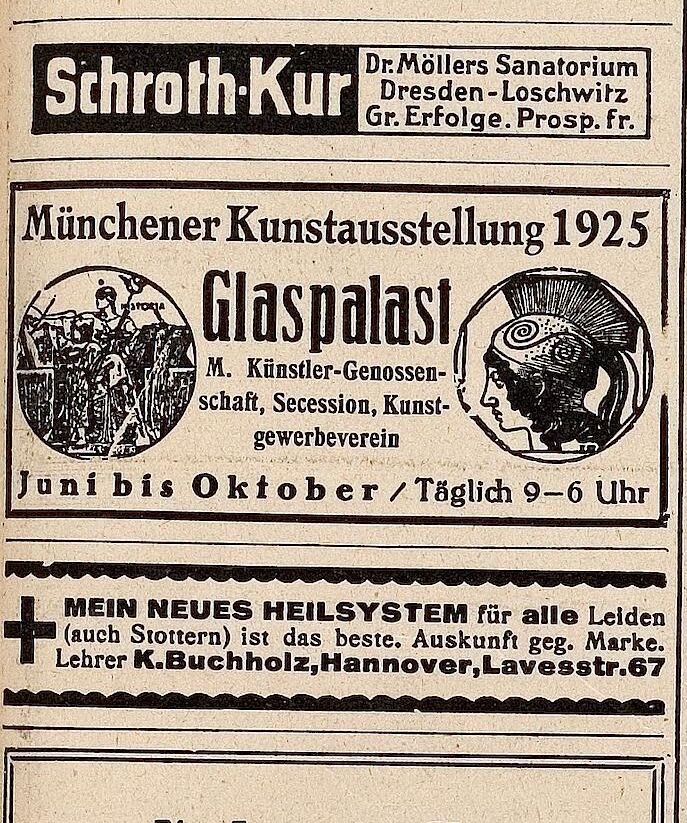 Schroth-Kur
Dr. Möllers Sanatorium
Dresden-Loschwitz
Gr. Erfolge. Prosp. fr.
Münchener Kunstausstellung 1925
Glaspalast
M. Künstler-Genossen-
schaft, Secession, Kunst-
gewerbeverein
Juni bis Oktober / Täglich 9–6 Uhr
MEIN NEUES HEILSYSTEM für alle Leiden
(auch Stottern) ist das beste. Auskunft geg. Marke.
Lehrer K. Buchholz, Hannover, Lavesstr. 67